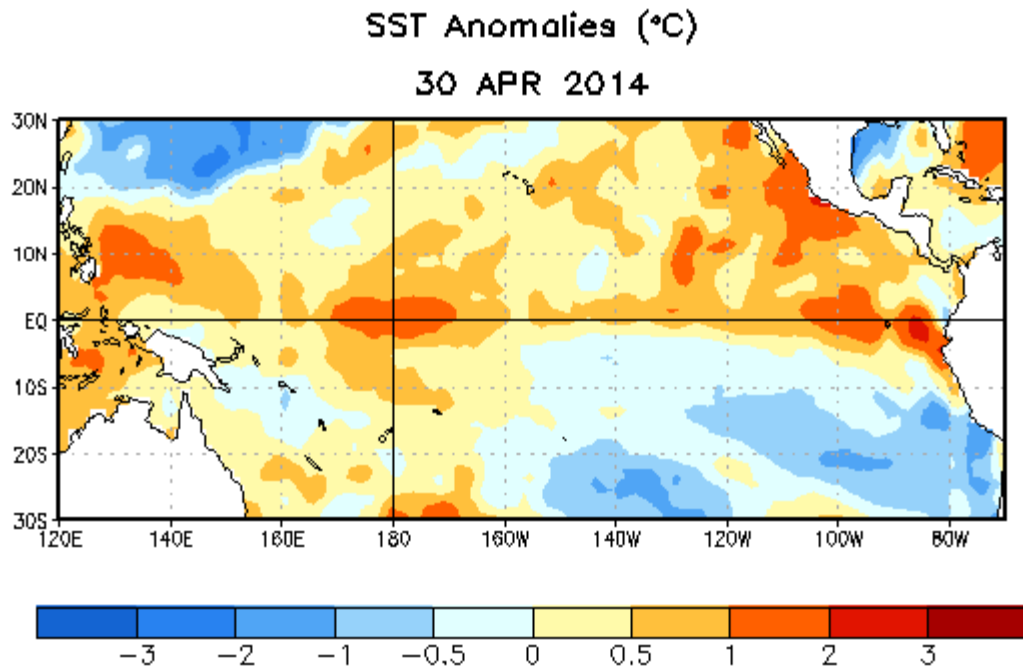 SST Anomalies (°C)
30 APR 2014
30N
20N
10N
EQ
10S
20S
30S
120E 140E 160E 180 160W 140W 120W 100W 80W
-3 -2 -1 -0.5 0 0.5 1 2 3